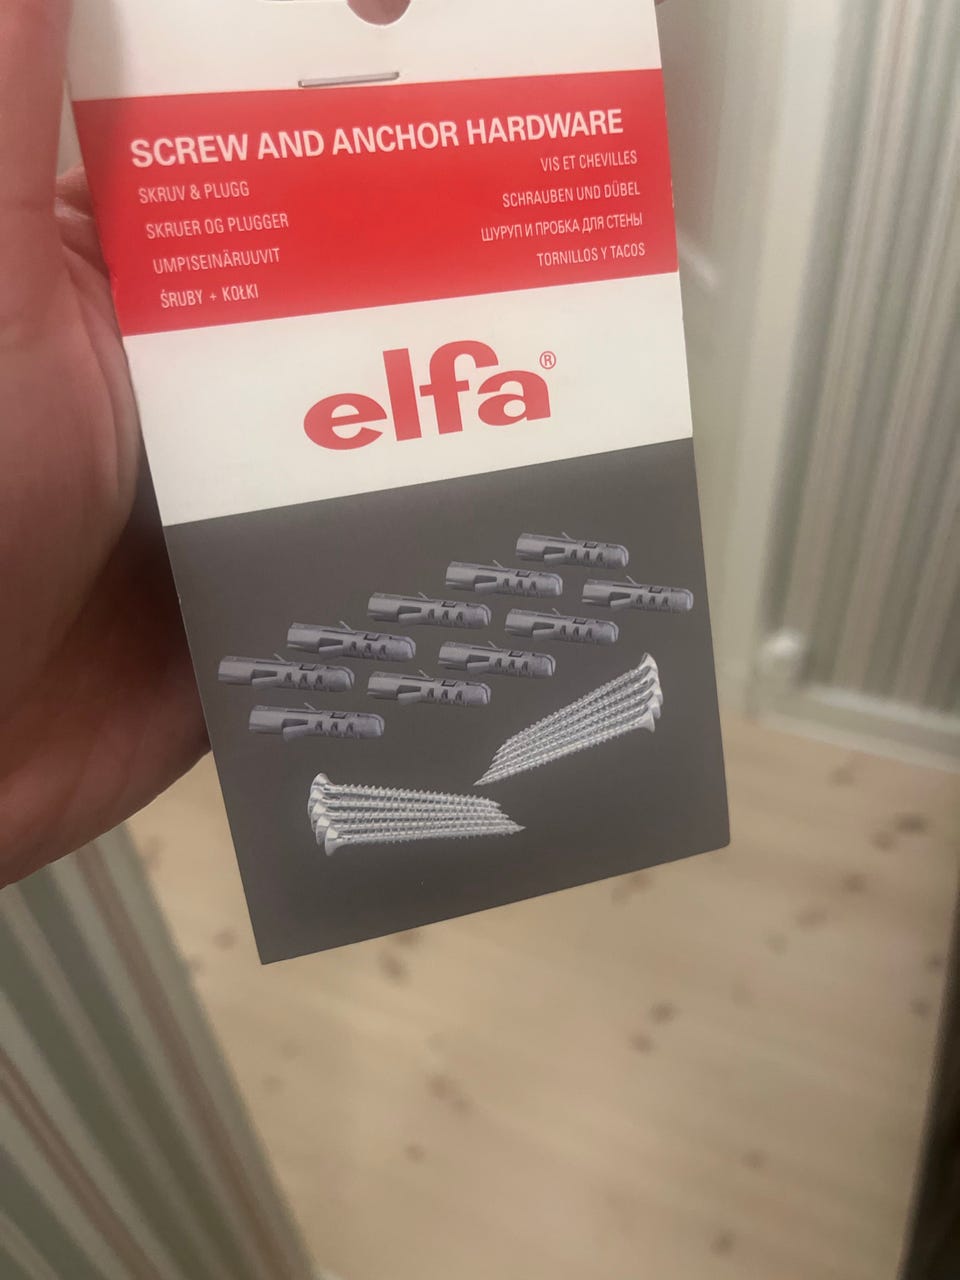 SCREW AND ANCHOR HARDWARE
SKRUV & PLUGG
SKRUER OG PLUGGER
UMPISEINÄRUUVIT
ŚRUBY + KOŁKI
VIS ET CHEVILLES
SCHRAUBEN UND DÜBEL
ШУРУП И ПРОБКА ДЛЯ СТЕНЫ
TORNILLOS Y TACOS
elfa®